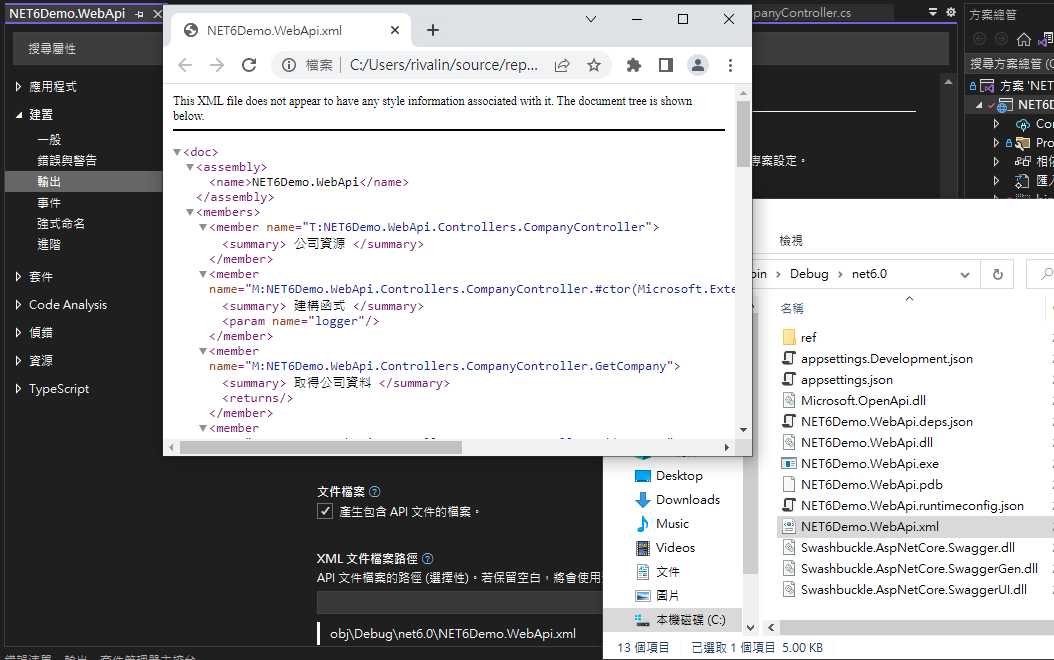 NET6Demo.WebApi
搜尋屬性
應用程式
建置
一般
錯誤與警告
輸出
事件
強式命名
進階
套件
Code Analysis
偵錯
資源
TypeScript
NET6Demo.WebApi.xml
檔案
C:/Users/rivalin/source/rep...
This XML file does not appear to have any style information associated with it. The document tree is shown
below.
<doc>
<assembly>
<name>NET6Demo.WebApi</name>
</assembly>
<members>
<member name="T:NET6Demo.WebApi.Controllers.CompanyController">
<summary> 公司資源 </summary>
</member>
<member
name="M:NET6Demo.WebApi.Controllers.CompanyController.#ctor(Microsoft.Exte
<summary> 建構函式 </summary>
<param name="logger"/>
</member>
<member
name="M:NET6Demo.WebApi.Controllers.CompanyController.GetCompany">
<summary> 取得公司資料 </summary>
<returns/>
</member>
<member
文件檔案
產生包含 API 文件的檔案。
XML 文件檔案路徑
API 文件檔案的路徑 (選擇性)。若保留空白，將會使用
obj\Debug\net6.0\NET6Demo.WebApi.xml
panyController.cs
專案設定。
方案總管
搜尋方案總管 (C
方案 'NET
NET6D
Con
Pro
相依
匯入
檢視
bin
Debug
net6.0
名稱
ref
appsettings.Development.json
appsettings.json
Microsoft.OpenApi.dll
NET6Demo.WebApi.deps.json
NET6Demo.WebApi.dll
NET6Demo.WebApi.exe
NET6Demo.WebApi.pdb
NET6Demo.WebApi.runtimeconfig.json
NET6Demo.WebApi.xml
Swashbuckle.AspNetCore.Swagger.dll
Swashbuckle.AspNetCore.SwaggerGen.dll
Swashbuckle.AspNetCore.SwaggerUI.dll
Desktop
Downloads
Music
Videos
文件
圖片
本機磁碟 (C:)
13 個項目
已選取 1 個項目 5.00 KB